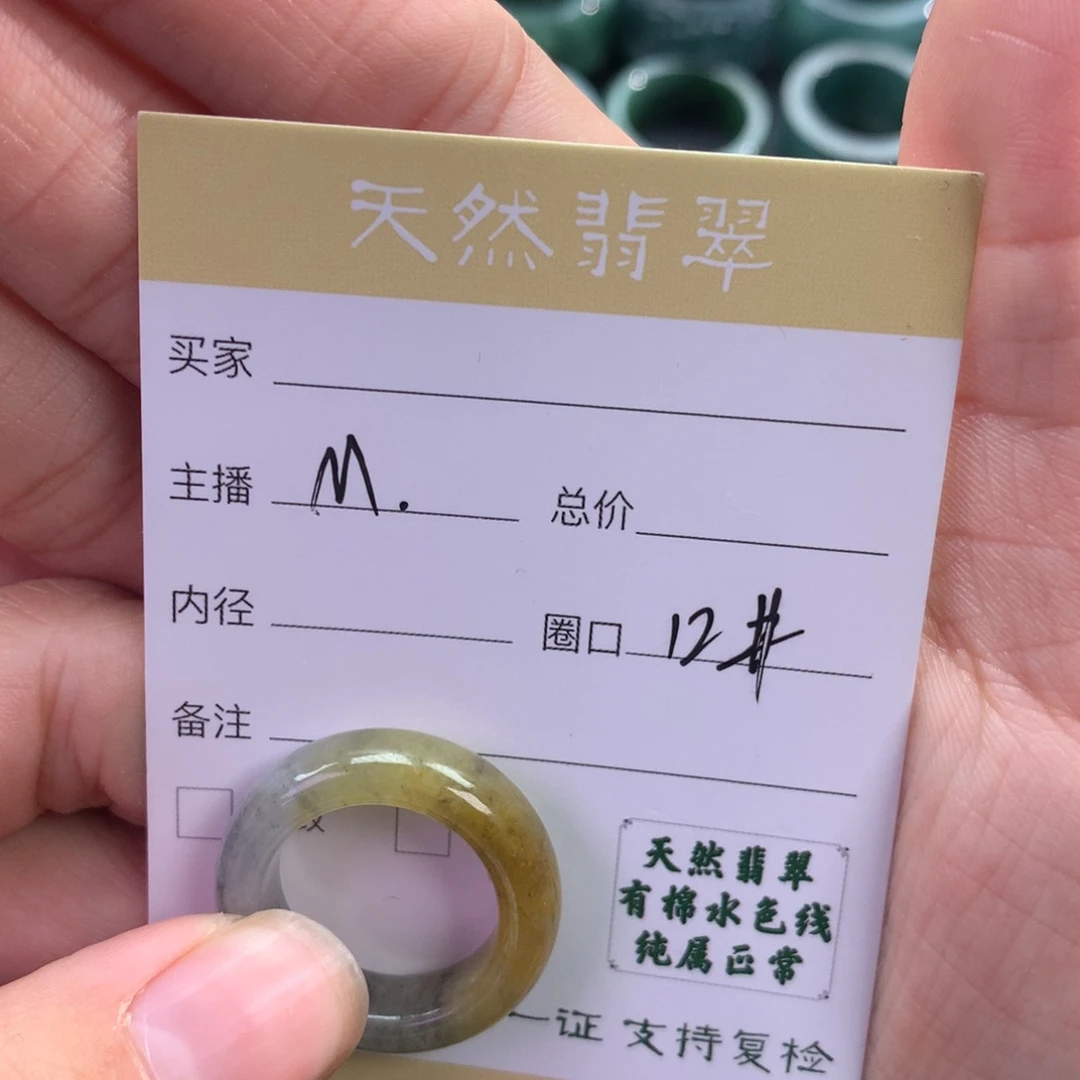 天然翡翠
买家
主播 M. 总价
内径 圈口 12#
备注
天然翡翠
有棉水色线
纯属正常
一证 支持复检